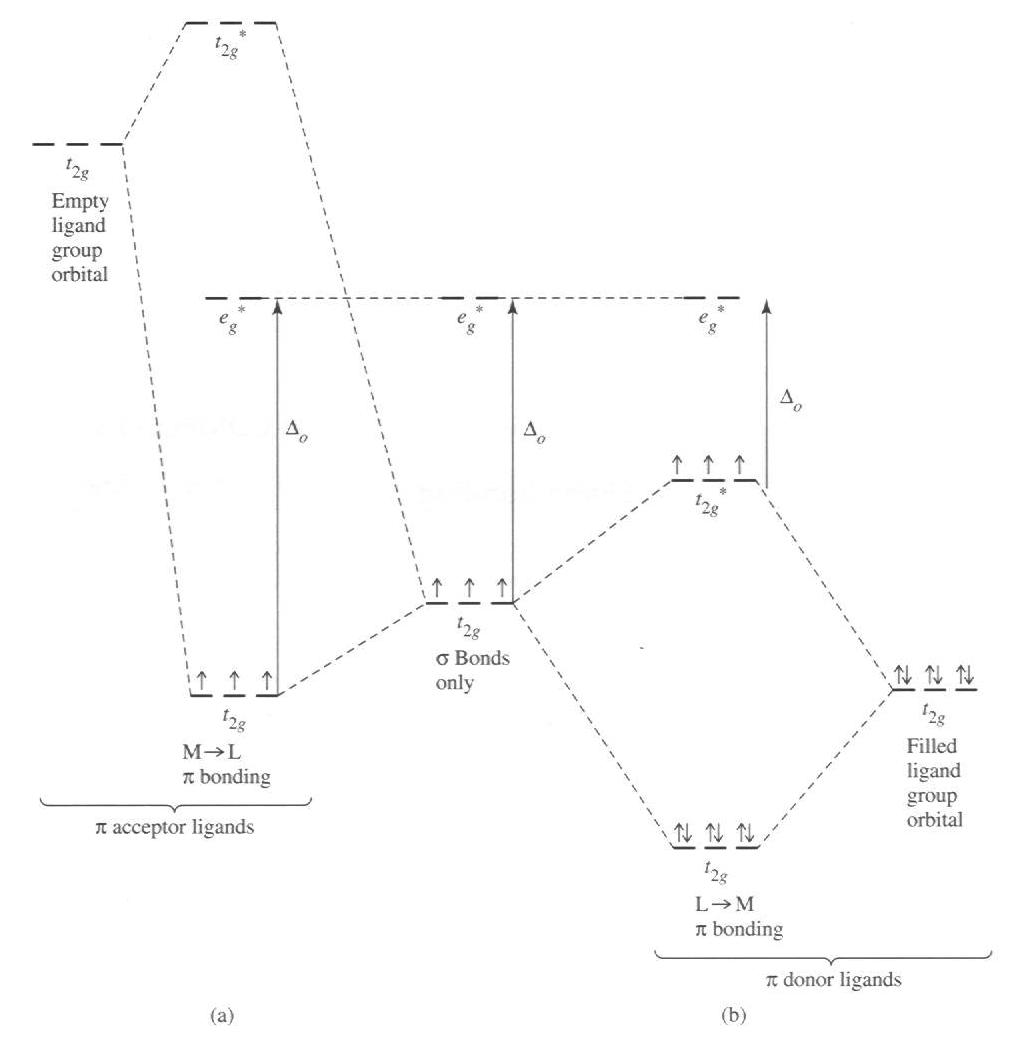 t2g*
t2g
Empty
ligand
group
orbital
eg*
eg*
eg*
Δo
Δo
Δo
t2g*
t2g
σ Bonds
only
t2g
M→L
π bonding
π acceptor ligands
t2g
Filled
ligand
group
orbital
t2g
L→M
π bonding
π donor ligands
(a)
(b)